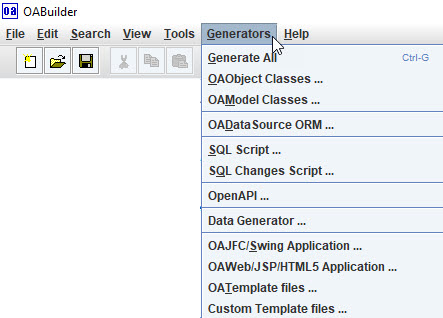 oa OABuilder
File Edit Search View Tools Generators Help
Generate All Ctrl-G
OAObject Classes ...
OAModel Classes ...
OADataSource ORM ...
SQL Script ...
SQL Changes Script ...
OpenAPI ...
Data Generator ...
OAJFC/Swing Application ...
OAWeb/JSP/HTML5 Application ...
OATemplate files ...
Custom Template files ...